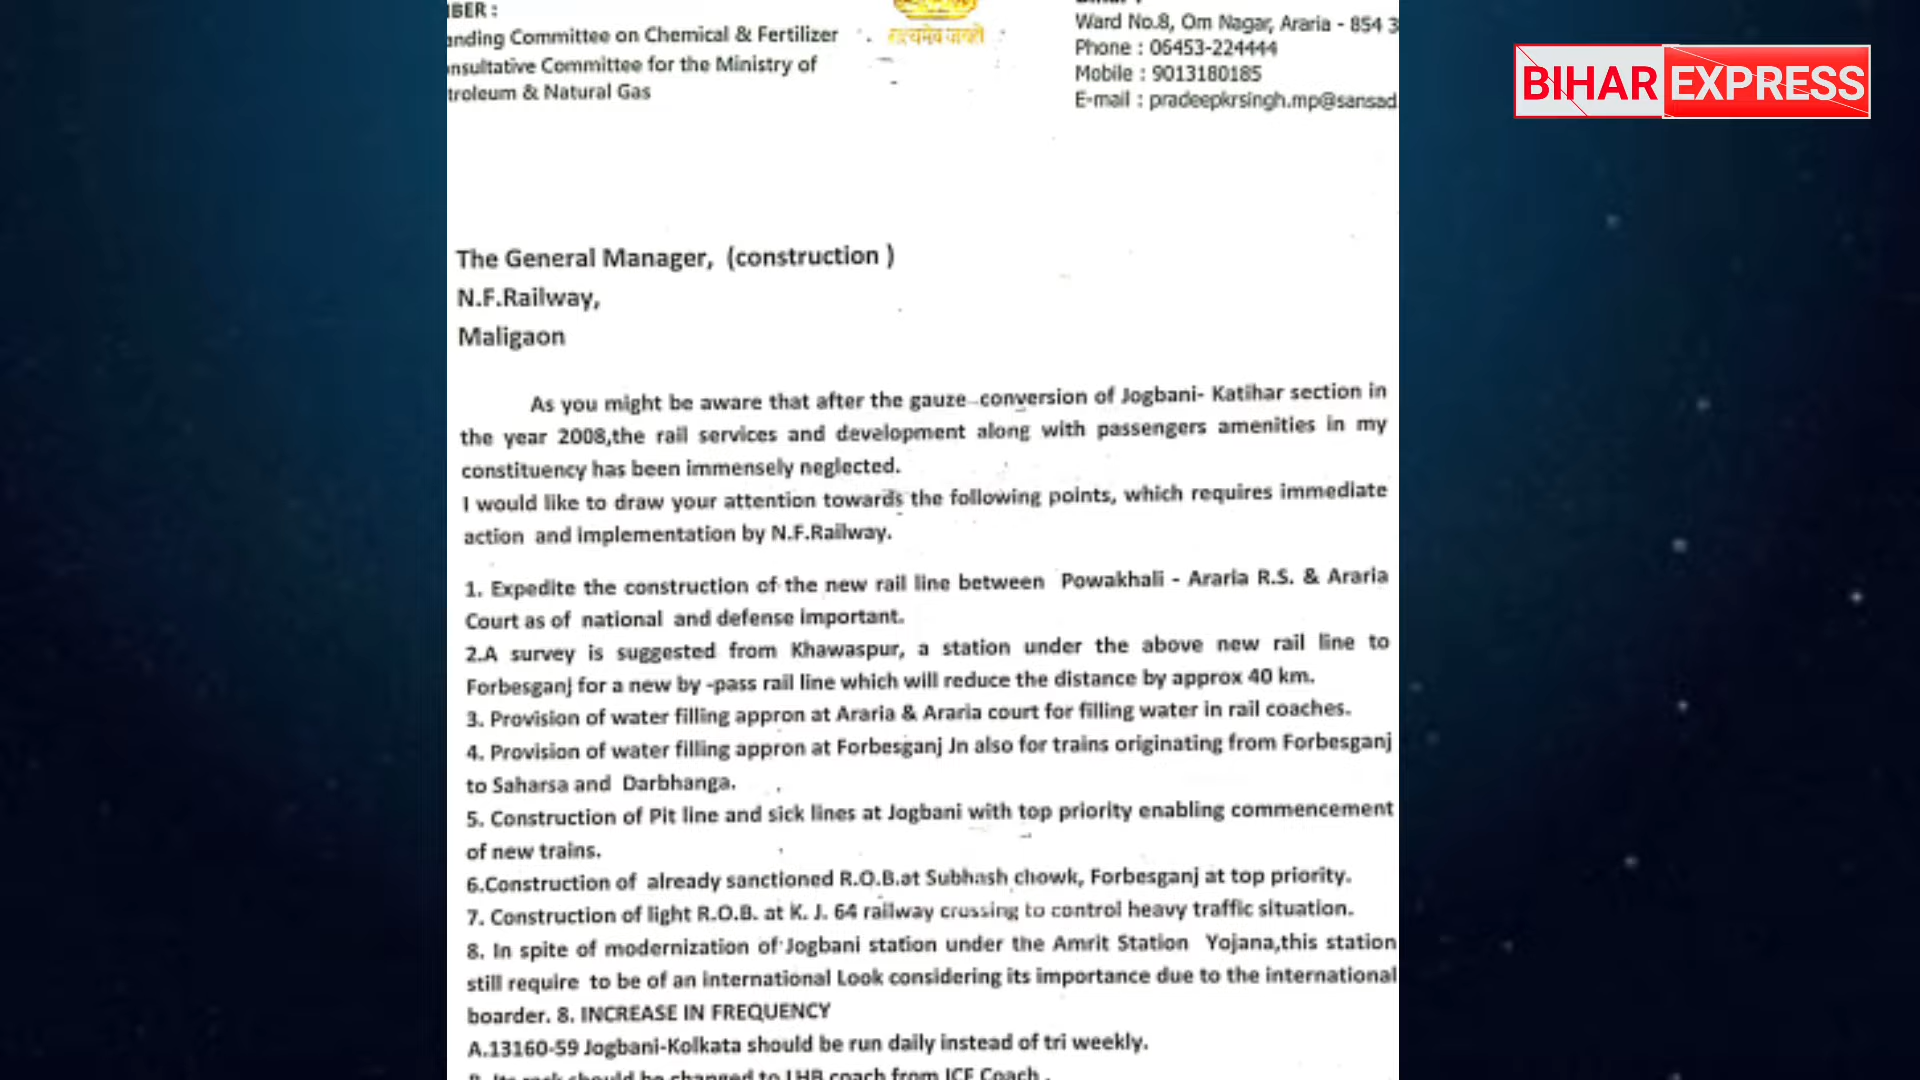 BER :
anding Committee on Chemical & Fertilizer
nsultative Committee for the Ministry of
troleum & Natural Gas
सत्यमेव जयते
Ward No.8, Om Nagar, Araria - 854 3
Phone : 06453-224444
Mobile : 9013180185
E-mail : pradeepkrsingh.mp@sansad
BIHAR EXPRESS
The General Manager, (construction )
N.F.Railway,
Maligaon
As you might be aware that after the gauze conversion of Jogbani- Katihar section in
the year 2008,the rail services and development along with passengers amenities in my
constituency has been immensely neglected.
I would like to draw your attention towards the following points, which requires immediate
action and implementation by N.F.Railway.
1. Expedite the construction of the new rail line between Powakhali - Araria R.S. & Araria
Court as of national and defense important.
2.A survey is suggested from Khawaspur, a station under the above new rail line to
Forbesganj for a new by -pass rail line which will reduce the distance by approx 40 km.
3. Provision of water filling appron at Araria & Araria court for filling water in rail coaches.
4. Provision of water filling appron at Forbesganj Jn also for trains originating from Forbesganj
to Saharsa and Darbhanga.
5. Construction of Pit line and sick lines at Jogbani with top priority enabling commencement
of new trains.
6.Construction of already sanctioned R.O.B.at Subhash chowk, Forbesganj at top priority.
7. Construction of light R.O.B. at K. J. 64 railway crussing to control heavy traffic situation.
8. In spite of modernization of Jogbani station under the Amrit Station Yojana,this station
still require to be of an international Look considering its importance due to the international
boarder. 8. INCREASE IN FREQUENCY
A.13160-59 Jogbani-Kolkata should be run daily instead of tri weekly.
B. Its rack should be changed to LHB coach from ICF Coach .